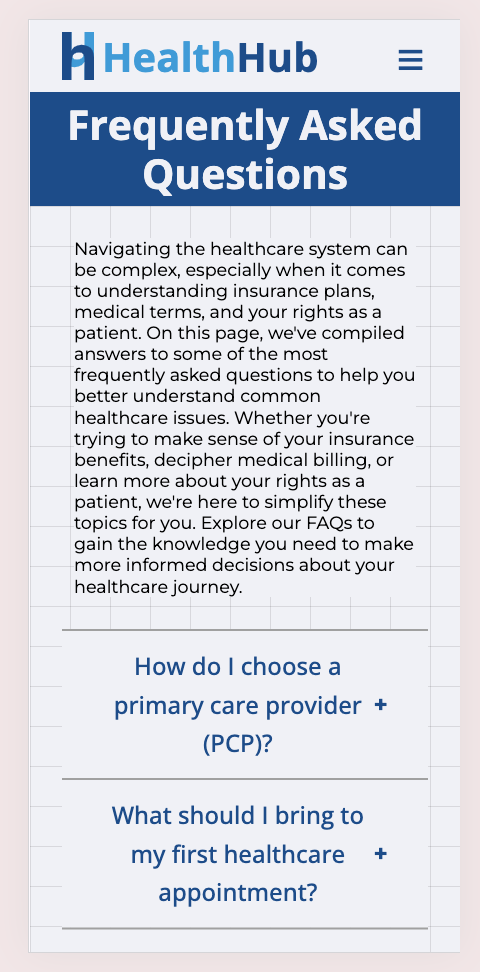 HealthHub
Frequently Asked
Questions
Navigating the healthcare system can
be complex, especially when it comes
to understanding insurance plans,
medical terms, and your rights as a
patient. On this page, we've compiled
answers to some of the most
frequently asked questions to help you
better understand common
healthcare issues. Whether you're
trying to make sense of your insurance
benefits, decipher medical billing, or
learn more about your rights as a
patient, we're here to simplify these
topics for you. Explore our FAQs to
gain the knowledge you need to make
more informed decisions about your
healthcare journey.
How do I choose a
primary care provider +
(PCP)?
What should I bring to
my first healthcare +
appointment?